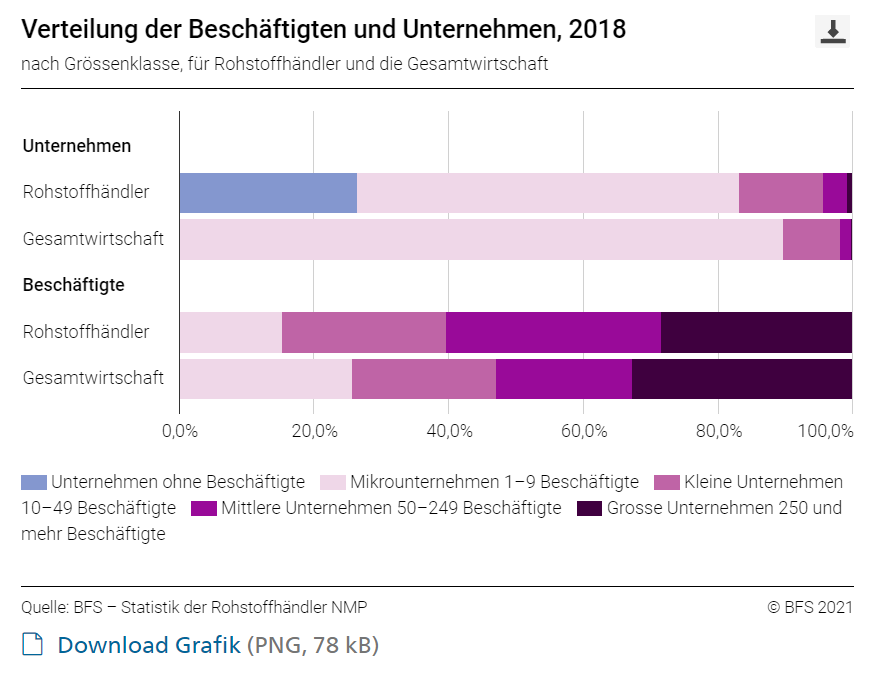 Verteilung der Beschäftigten und Unternehmen, 2018
nach Grössenklasse, für Rohstoffhändler und die Gesamtwirtschaft
Unternehmen
Rohstoffhändler
Gesamtwirtschaft
Beschäftigte
Rohstoffhändler
Gesamtwirtschaft
0,0% 20,0% 40,0% 60,0% 80,0% 100,0%
Unternehmen ohne Beschäftigte Mikrounternehmen 1–9 Beschäftigte Kleine Unternehmen
10–49 Beschäftigte Mittlere Unternehmen 50–249 Beschäftigte Grosse Unternehmen 250 und
mehr Beschäftigte
Quelle: BFS – Statistik der Rohstoffhändler NMP © BFS 2021
Download Grafik (PNG, 78 kB)